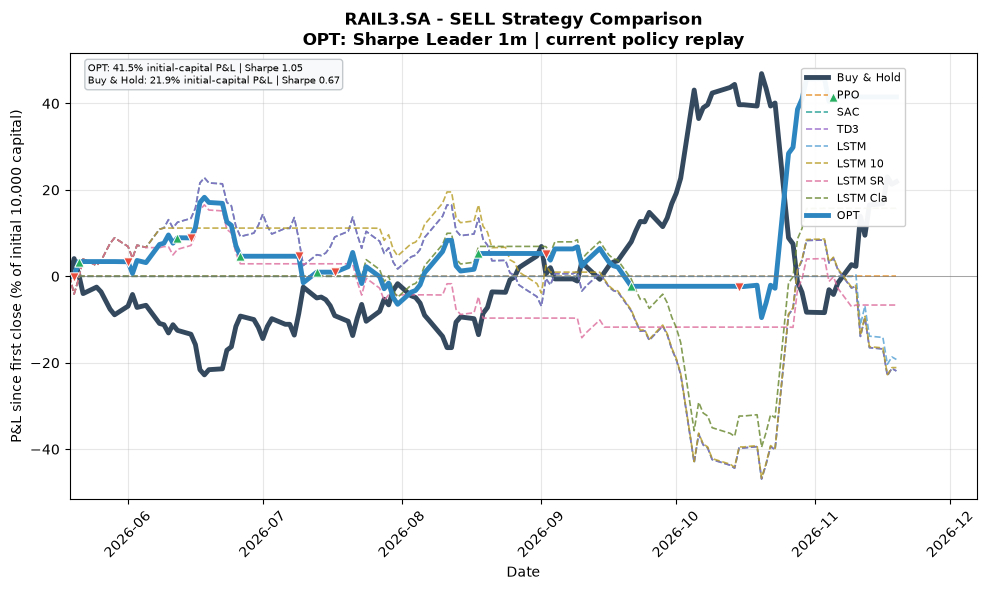 RAIL3.SA - SELL Strategy Comparison
OPT: Sharpe Leader 1m | current policy replay
OPT: 41.5% initial-capital P&L | Sharpe 1.05
Buy & Hold: 21.9% initial-capital P&L | Sharpe 0.67
Buy & Hold
PPO
SAC
TD3
LSTM
LSTM 10
LSTM SR
LSTM Cla
OPT
P&L since first close (% of initial 10,000 capital)
40
20
0
−20
−40
2026-06
2026-07
2026-08
2026-09
2026-10
2026-11
2026-12
Date